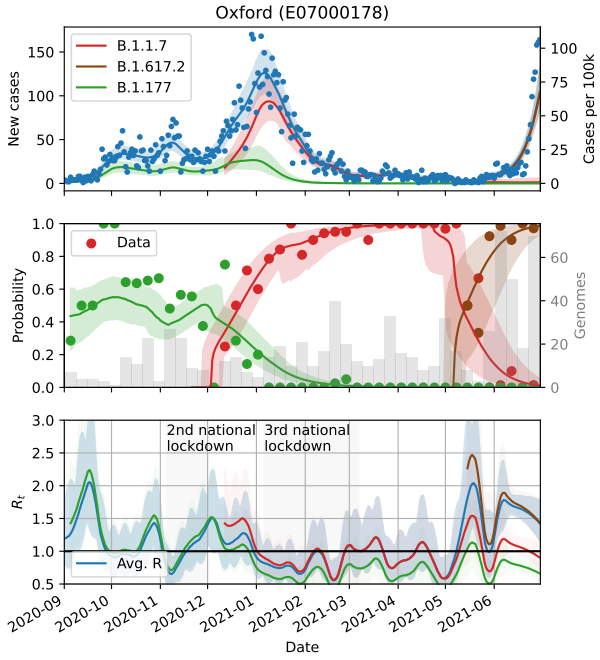 Oxford (E07000178)
B.1.1.7
B.1.617.2
B.1.177
150
100
50
0
New cases
100
75
50
25
0
Cases per 100k
Data
1.0
0.8
0.6
0.4
0.2
0.0
Probability
60
40
20
0
Genomes
2nd national
lockdown
3rd national
lockdown
Avg. R
3.0
2.5
2.0
1.5
1.0
0.5
Rt
2020-09
2020-10
2020-11
2020-12
2021-01
2021-02
2021-03
2021-04
2021-05
2021-06
Date